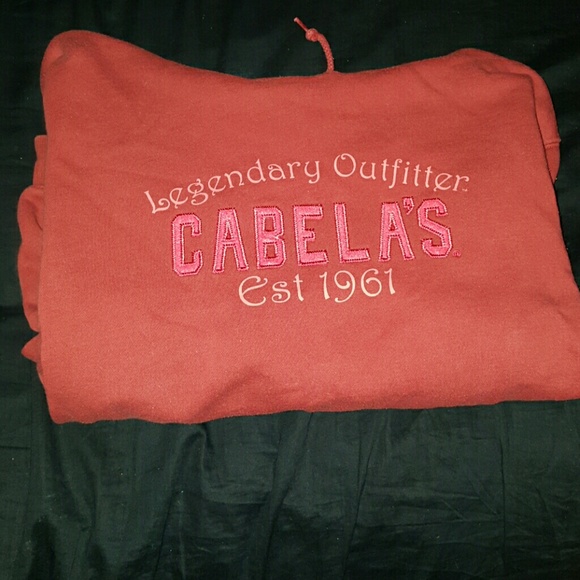 Legendary Outfitter
CABELA'S
Est 1961